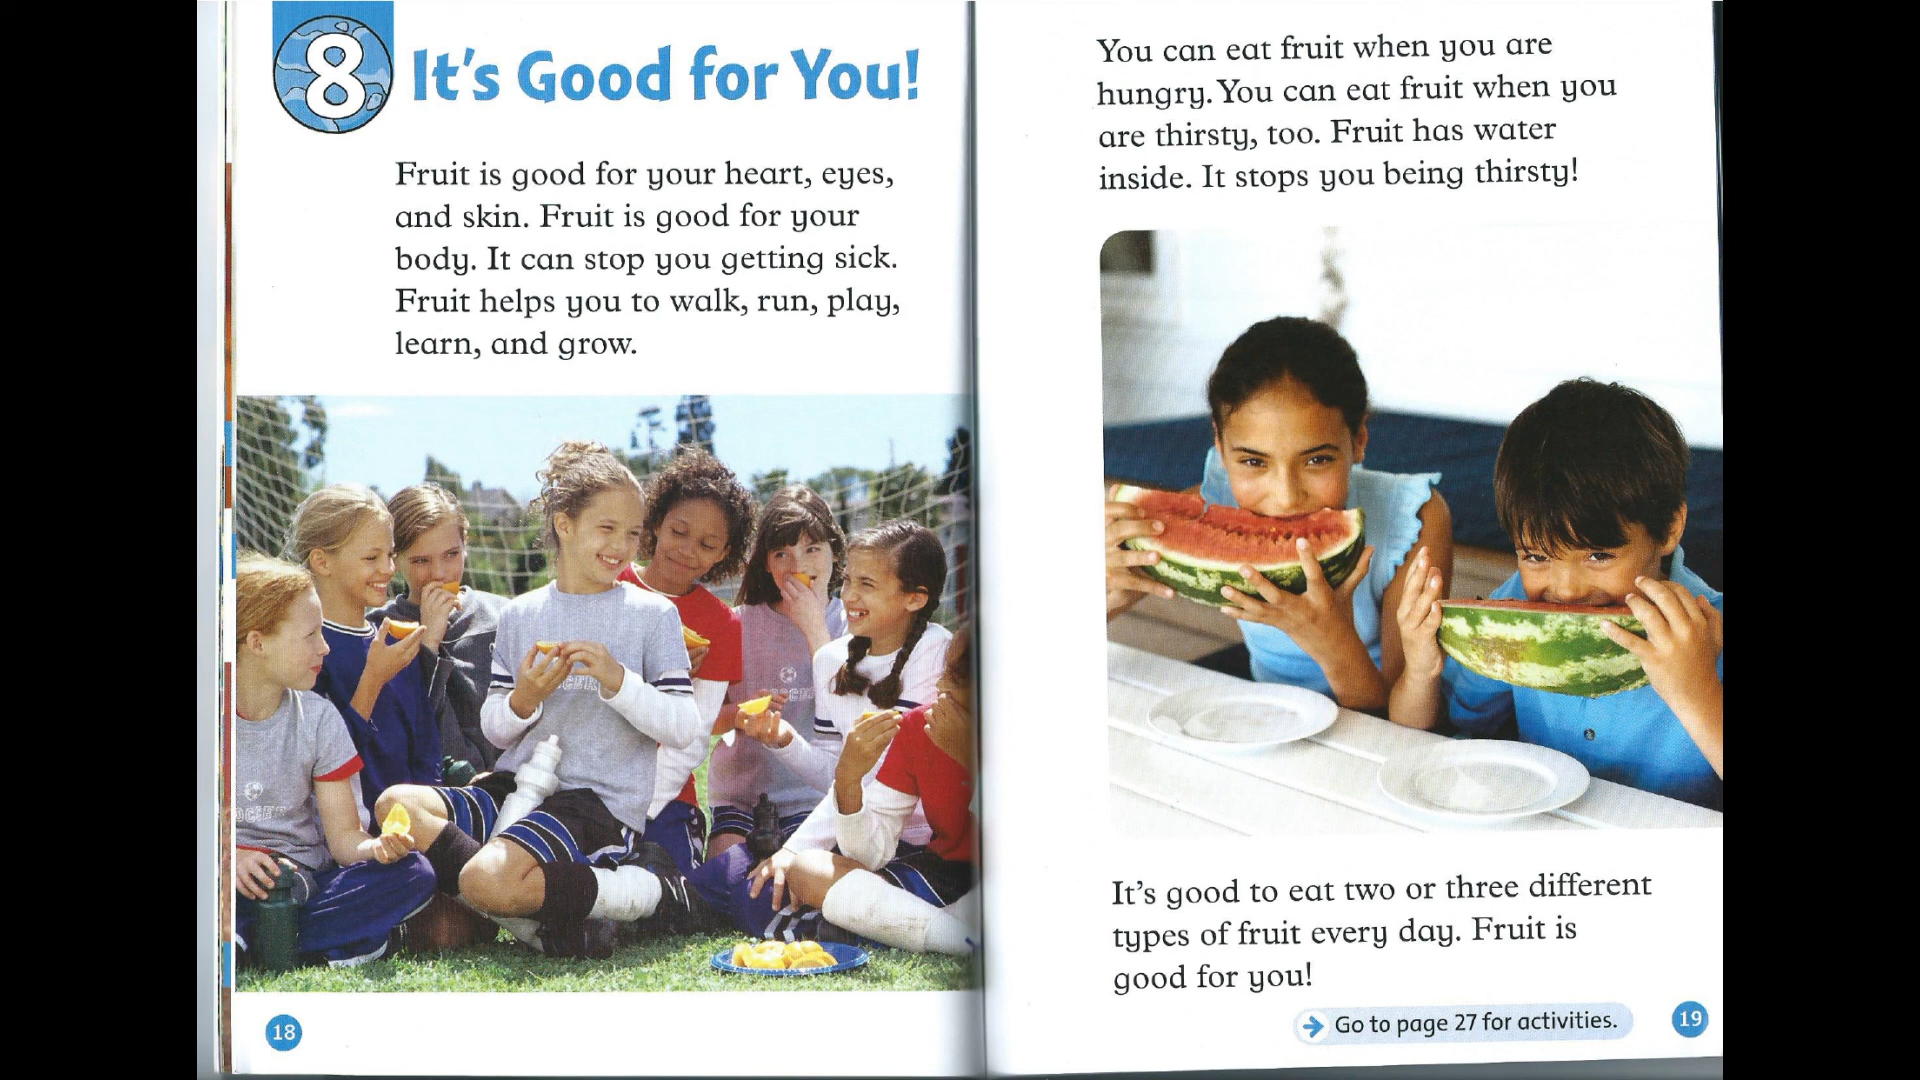 8
It's Good for You!
Fruit is good for your heart, eyes,
and skin. Fruit is good for your
body. It can stop you getting sick.
Fruit helps you to walk, run, play,
learn, and grow.
SOCCER
18
You can eat fruit when you are
hungry. You can eat fruit when you
are thirsty, too. Fruit has water
inside. It stops you being thirsty!
It's good to eat two or three different
types of fruit every day. Fruit is
good for you!
Go to page 27 for activities.
19